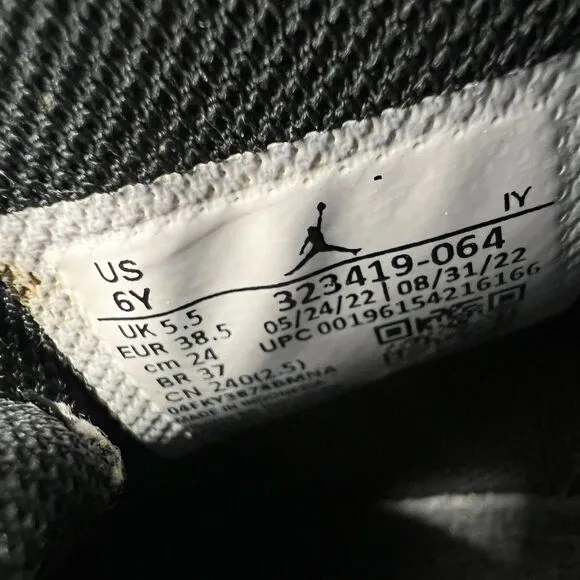 IY
US
6Y
323419-064
UK 5.5
05/24/22 | 08/31/22
EUR 38.5
UPC 00196154216166
cm 24
BR 37
CN 240(2.5)
MADE IN INDONESIA